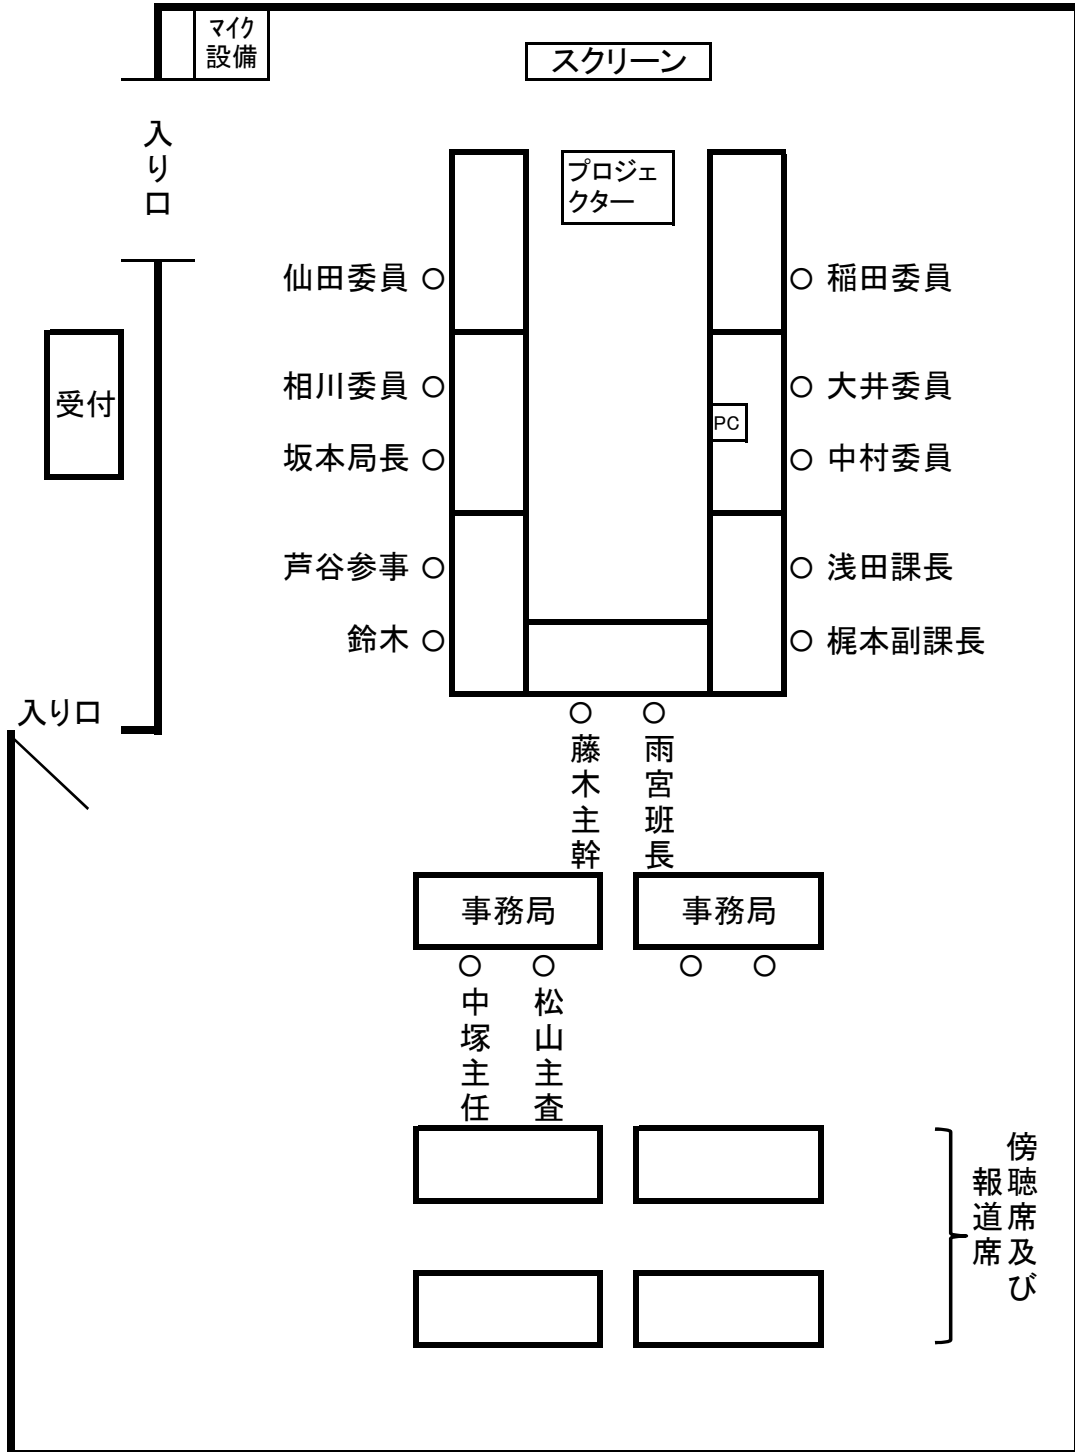 マイク
設備
スクリーン
入り口
プロジェ
クター
仙田委員
稲田委員
受付
相川委員
大井委員
PC
坂本局長
中村委員
芦谷参事
浅田課長
鈴木
梶本副課長
入り口
藤木主幹
雨宮班長
事務局
事務局
中塚主任
松山主査
傍聴席及び
報道席